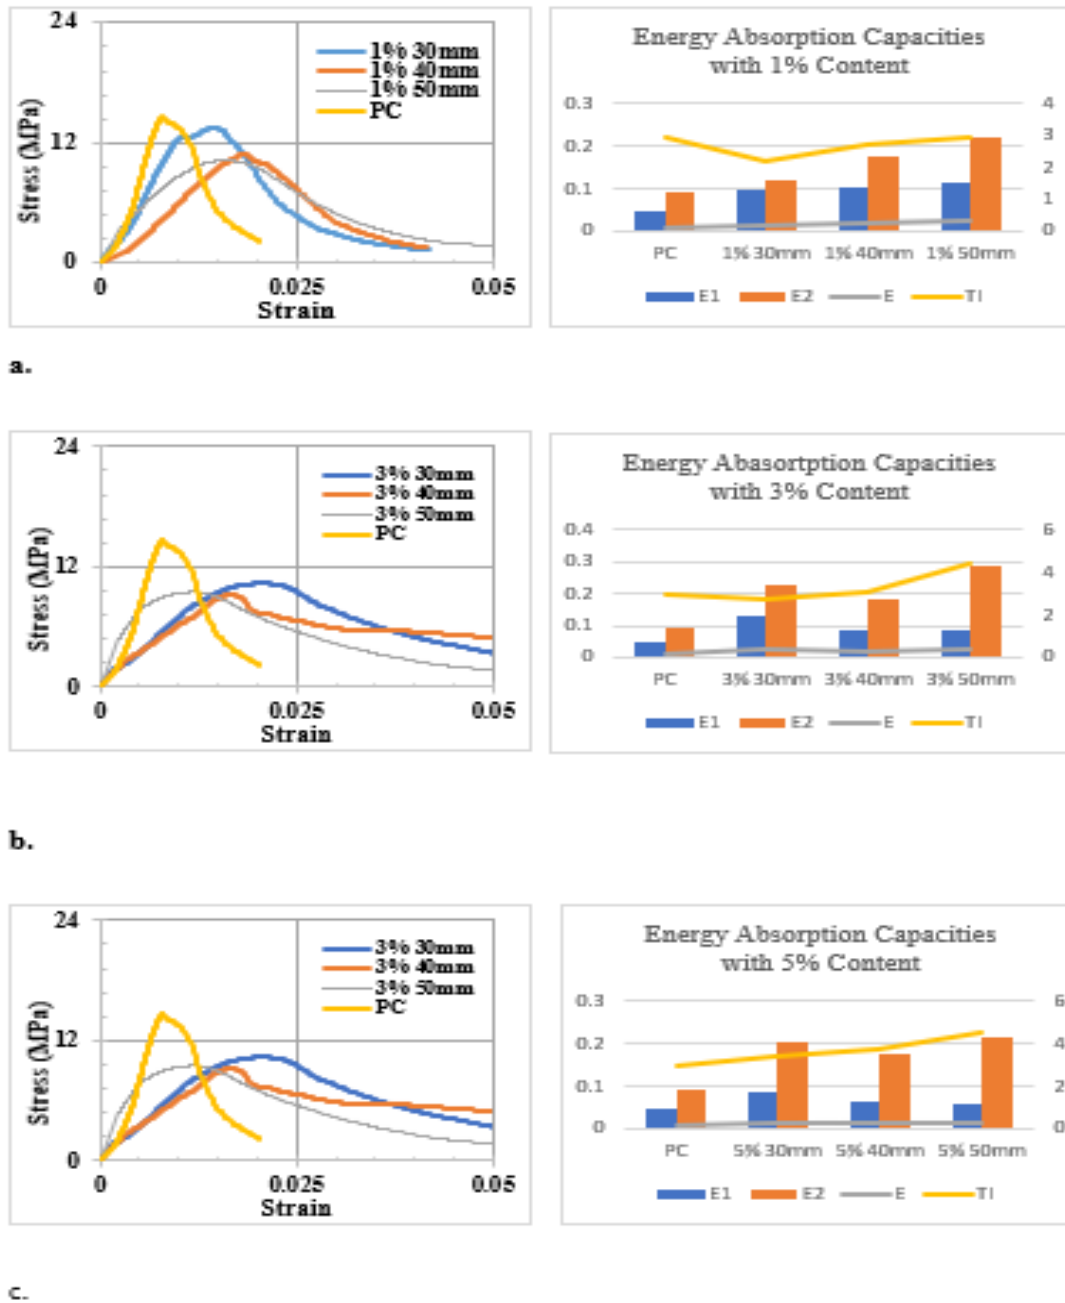 24
12
0
Stress (MPa)
1% 30mm
1% 40mm
1% 50mm
PC
0
0.025
0.05
Strain
Energy Absorption Capacities
with 1% Content
0.3
0.2
0.1
0
4
3
2
1
0
PC
1% 30mm
1% 40mm
1% 50mm
E1
E2
E
TI
a.
24
12
0
Stress (MPa)
3% 30mm
3% 40mm
3% 50mm
PC
0
0.025
0.05
Strain
Energy Abasortption Capacities
with 3% Content
0.4
0.3
0.2
0.1
0
6
4
2
0
PC
3% 30mm
3% 40mm
3% 50mm
E1
E2
E
TI
b.
24
12
0
Stress (MPa)
3% 30mm
3% 40mm
3% 50mm
PC
0
0.025
0.05
Strain
Energy Absorption Capacities
with 5% Content
0.3
0.2
0.1
0
6
4
2
0
PC
5% 30mm
5% 40mm
5% 50mm
E1
E2
E
TI
c.